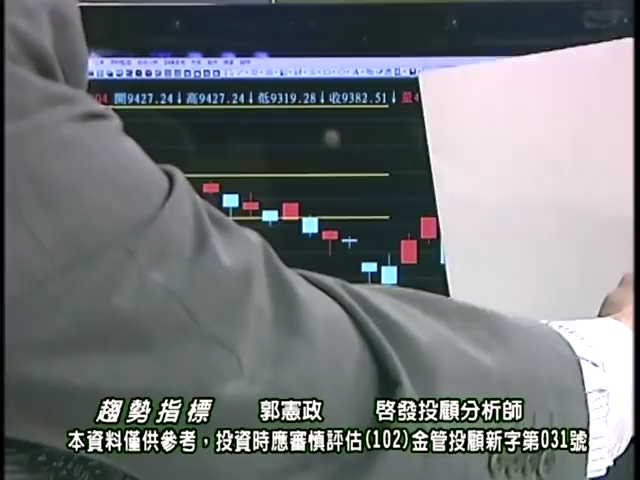 04 開9427.24↓高9427.24↓低9319.28↓收9382.51↓量4
趨勢指標 郭憲政 啓發投顧分析師
本資料僅供參考，投資時應審慎評估(102)金管投顧新字第031號